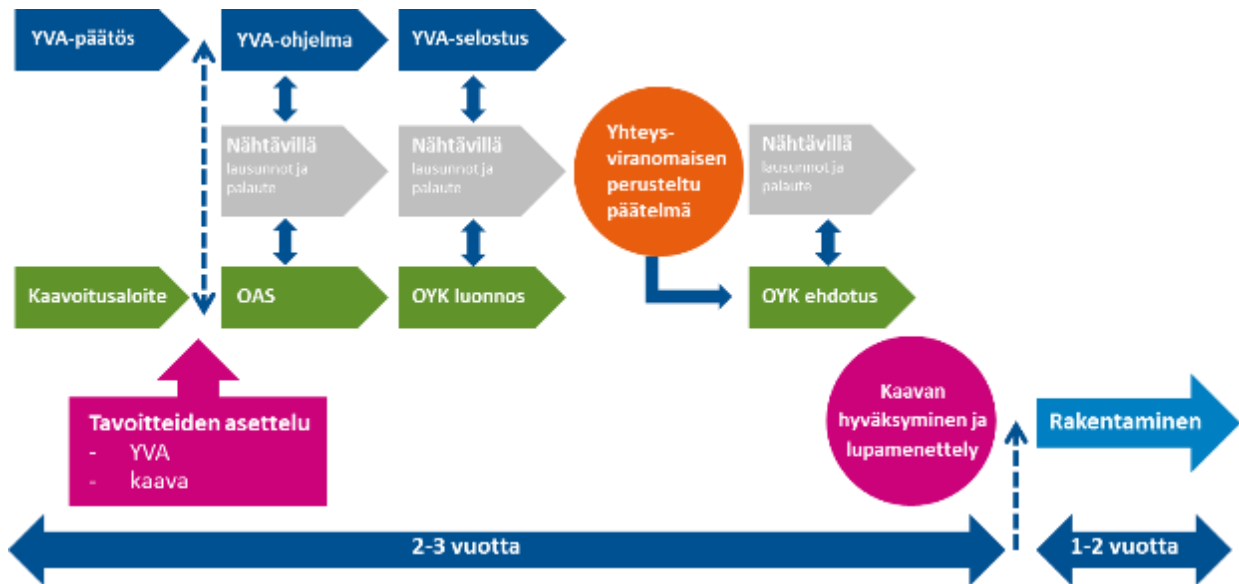 YVA-päätös
YVA-ohjelma
YVA-selostus
Nähtävillä
lausunnot ja
palaute
Nähtävillä
lausunnot ja
palaute
Yhteys-
viranomaisen
perusteltu
päätelmä
Nähtävillä
lausunnot ja
palaute
Kaavoitusaloite
OAS
OYK luonnos
OYK ehdotus
Tavoitteiden asettelu
- YVA
- kaava
Kaavan
hyväksyminen ja
lupamenettely
Rakentaminen
2-3 vuotta
1-2 vuotta